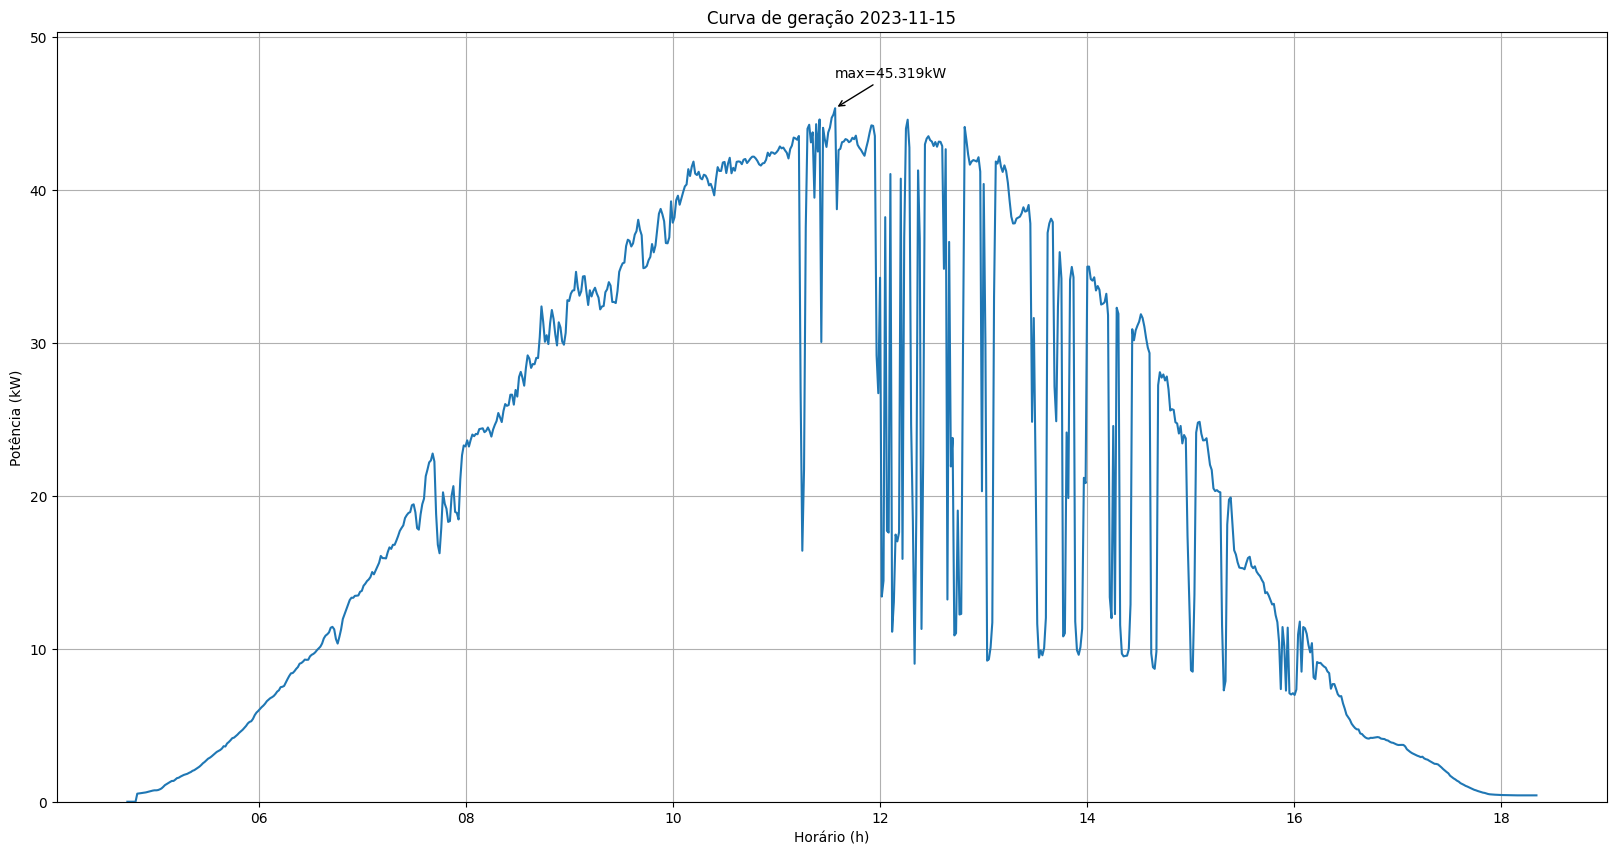 Curva de geração 2023-11-15
max=45.319kW
Potência (kW)
50
40
30
20
10
0
06 08 10 12 14 16 18
Horário (h)